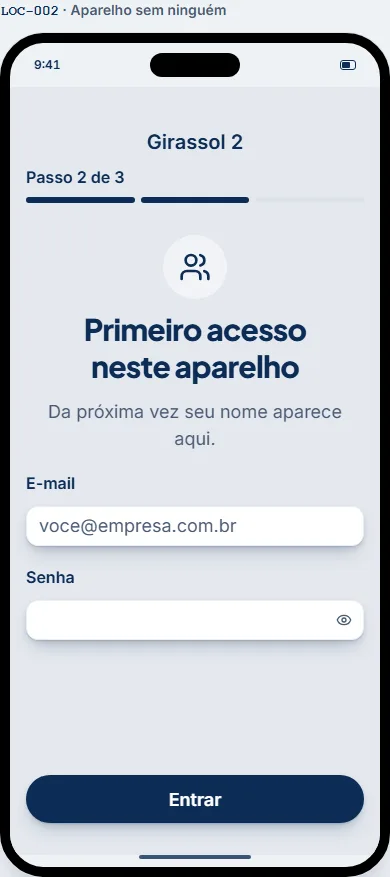 LOC-002 · Aparelho sem ninguém
9:41
Girassol 2
Passo 2 de 3
Primeiro acesso
neste aparelho
Da próxima vez seu nome aparece
aqui.
E-mail
voce@empresa.com.br
Senha
Entrar